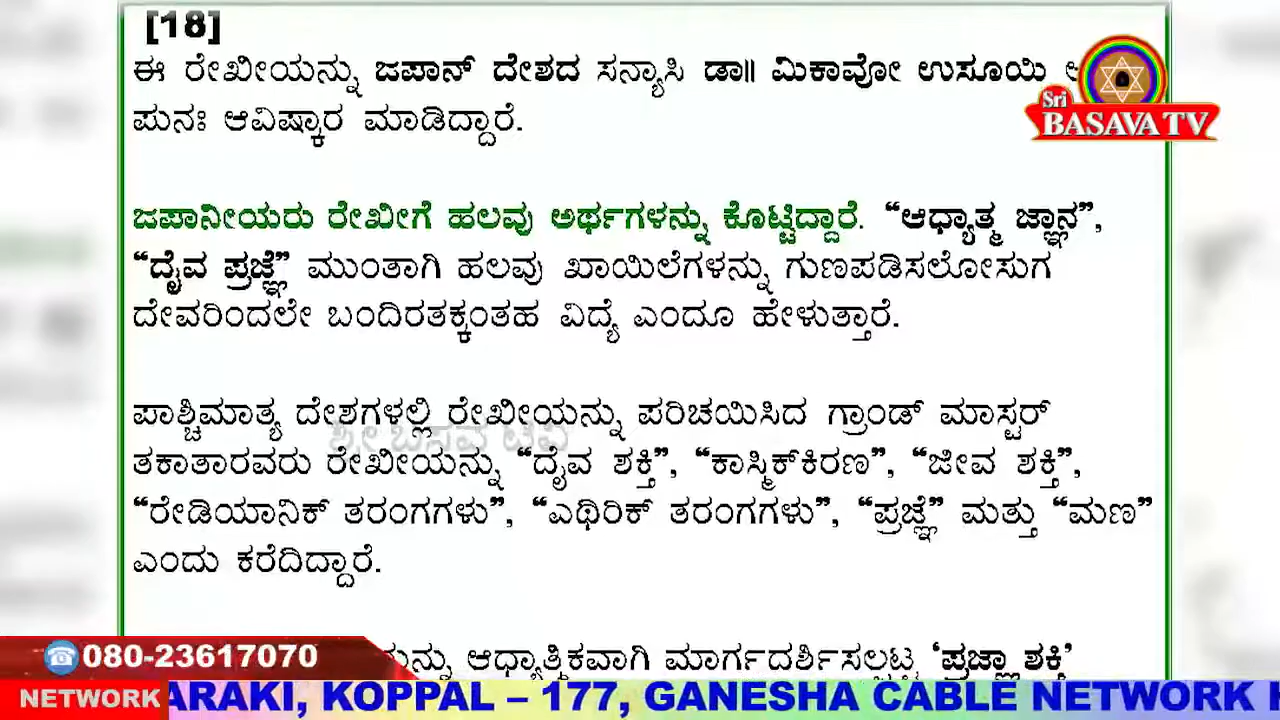 [18]
ಈ ರೇಖೀಯನ್ನು ಜಪಾನ್ ದೇಶದ ಸನ್ಯಾಸಿ ಡಾ॥ ಮಿಕಾವೋ ಉಸೂಯಿ
ಪುನಃ ಆವಿಷ್ಕಾರ ಮಾಡಿದ್ದಾರೆ.
Sri
BASAVA TV
ಜಪಾನೀಯರು ರೇಖೀಗೆ ಹಲವು ಅರ್ಥಗಳನ್ನು ಕೊಟ್ಟಿದ್ದಾರೆ. “ಆಧ್ಯಾತ್ಮ ಜ್ಞಾನ”,
“ದೈವ ಪ್ರಜ್ಞೆ” ಮುಂತಾಗಿ ಹಲವು ಖಾಯಿಲೆಗಳನ್ನು ಗುಣಪಡಿಸಲೋಸುಗ
ದೇವರಿಂದಲೇ ಬಂದಿರತಕ್ಕಂತಹ ವಿದ್ಯೆ ಎಂದೂ ಹೇಳುತ್ತಾರೆ.
ಪಾಶ್ಚಿಮಾತ್ಯ ದೇಶಗಳಲ್ಲಿ ರೇಖೀಯನ್ನು ಪರಿಚಯಿಸಿದ ಗ್ರಾಂಡ್ ಮಾಸ್ಟರ್
ಶ್ರೀ ಬಸವ ಟಿವಿ
ತಕಾತಾರವರು ರೇಖೀಯನ್ನು “ದೈವ ಶಕ್ತಿ”, “ಕಾಸ್ಮಿಕ್‌ಕಿರಣ”, “ಜೀವ ಶಕ್ತಿ”,
“ರೇಡಿಯಾನಿಕ್ ತರಂಗಗಳು”, “ಎಥಿರಿಕ್ ತರಂಗಗಳು”, “ಪ್ರಜ್ಞೆ” ಮತ್ತು “ಮಣ”
ಎಂದು ಕರೆದಿದ್ದಾರೆ.
ಆಧ್ಯಾತ್ಮಿಕವಾಗಿ ಮಾರ್ಗದರ್ಶಿಸಲ್ಪಟ್ಟ ‘ಪ್ರಜ್ಞಾ ಶಕ್ತಿ’
080-23617070
NETWORK ARAKI, KOPPAL – 177, GANESHA CABLE NETWORK